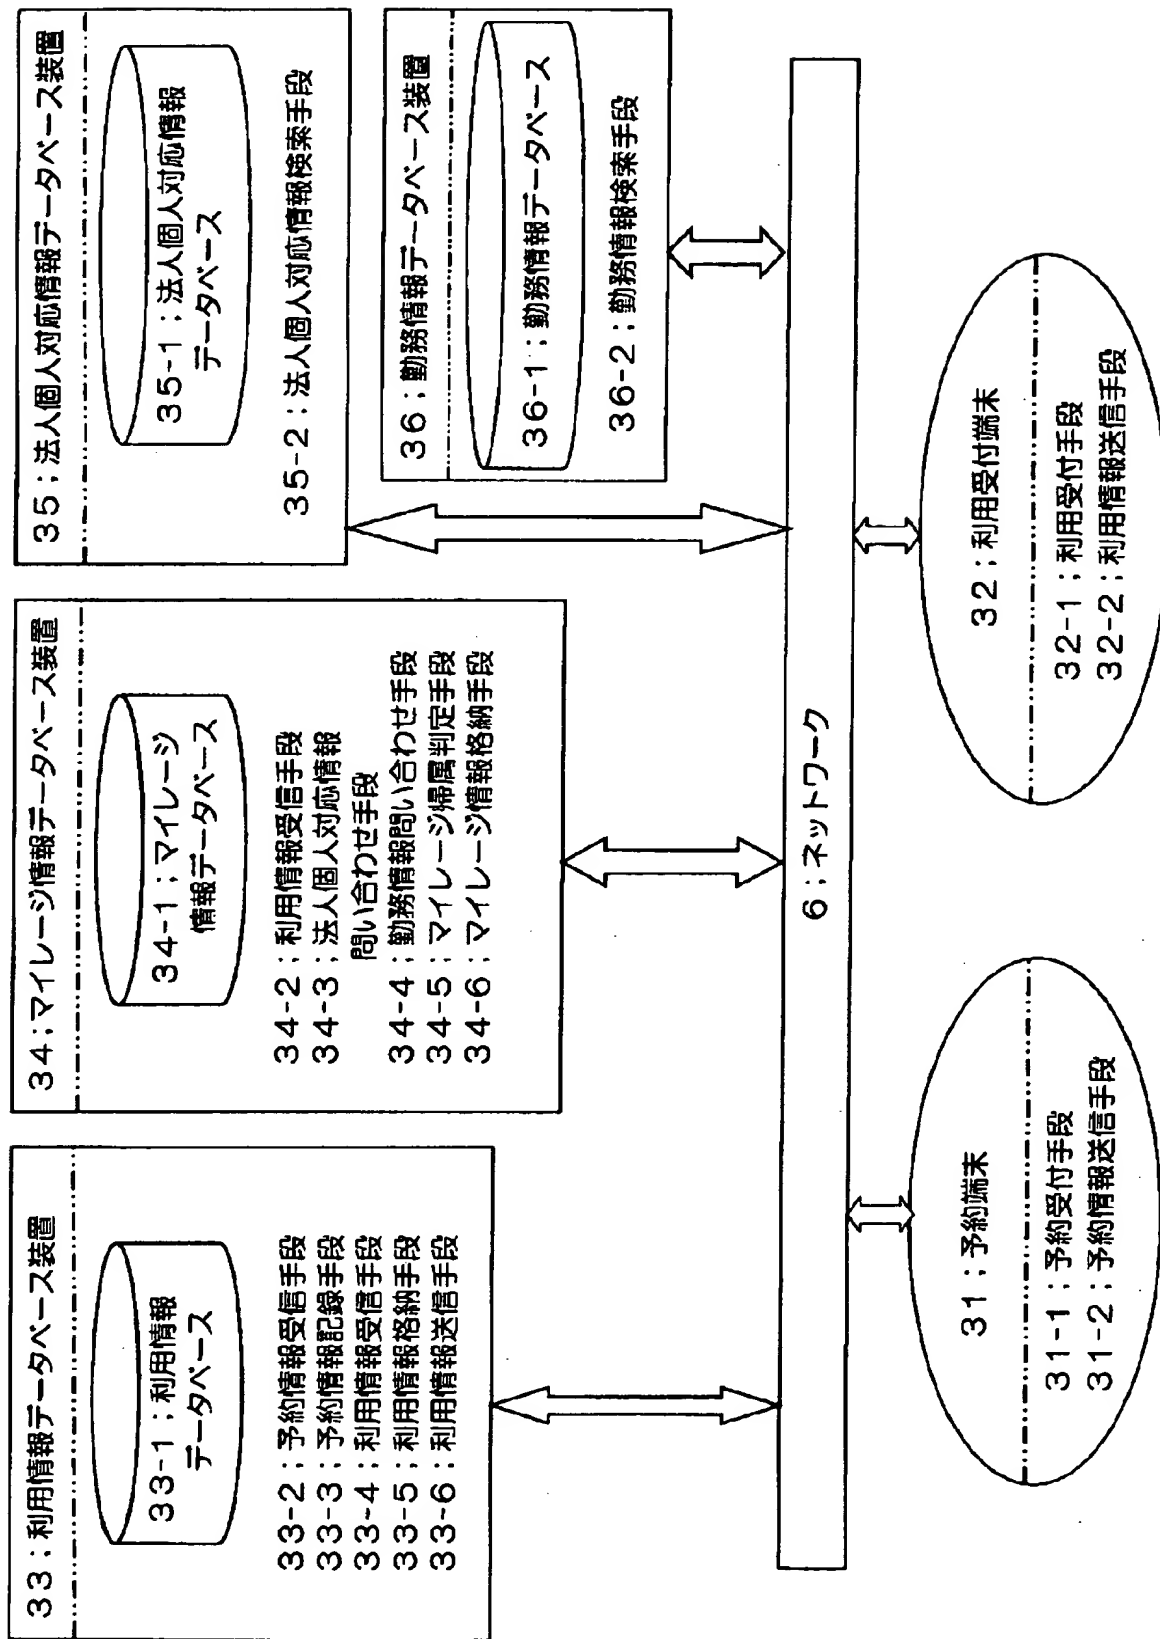 33；利用情報データベース装置
33-1；利用情報
データベース
33-2；予約情報受信手段
33-3；予約情報記録手段
33-4；利用情報受信手段
33-5；利用情報格納手段
33-6；利用情報送信手段
34；マイレージ情報データベース装置
34-1；マイレージ
情報データベース
34-2；利用情報受信手段
34-3；法人個人対応情報
問い合わせ手段
34-4；勤務情報問い合わせ手段
34-5；マイレージ帰属判定手段
34-6；マイレージ情報格納手段
35；法人個人対応情報データベース装置
35-1；法人個人対応情報
データベース
35-2；法人個人対応情報検索手段
36；勤務情報データベース装置
36-1；勤務情報データベース
36-2；勤務情報検索手段
6；ネットワーク
31；予約端末
31-1；予約受付手段
31-2；予約情報送信手段
32；利用受付端末
32-1；利用受付手段
32-2；利用情報送信手段